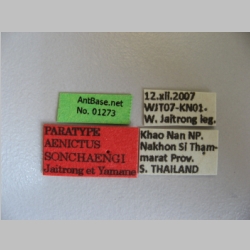 AntBase.net
No. 01273
PARATYPE
AENICTUS
SONCHAENGI
Jaitrong et Yamane
12.xii.2007
WJT07-KN01-
W. Jaitrong leg.
Khao Nan NP.
Nakhon Si Tham-
marat Prov.
S. THAILAND